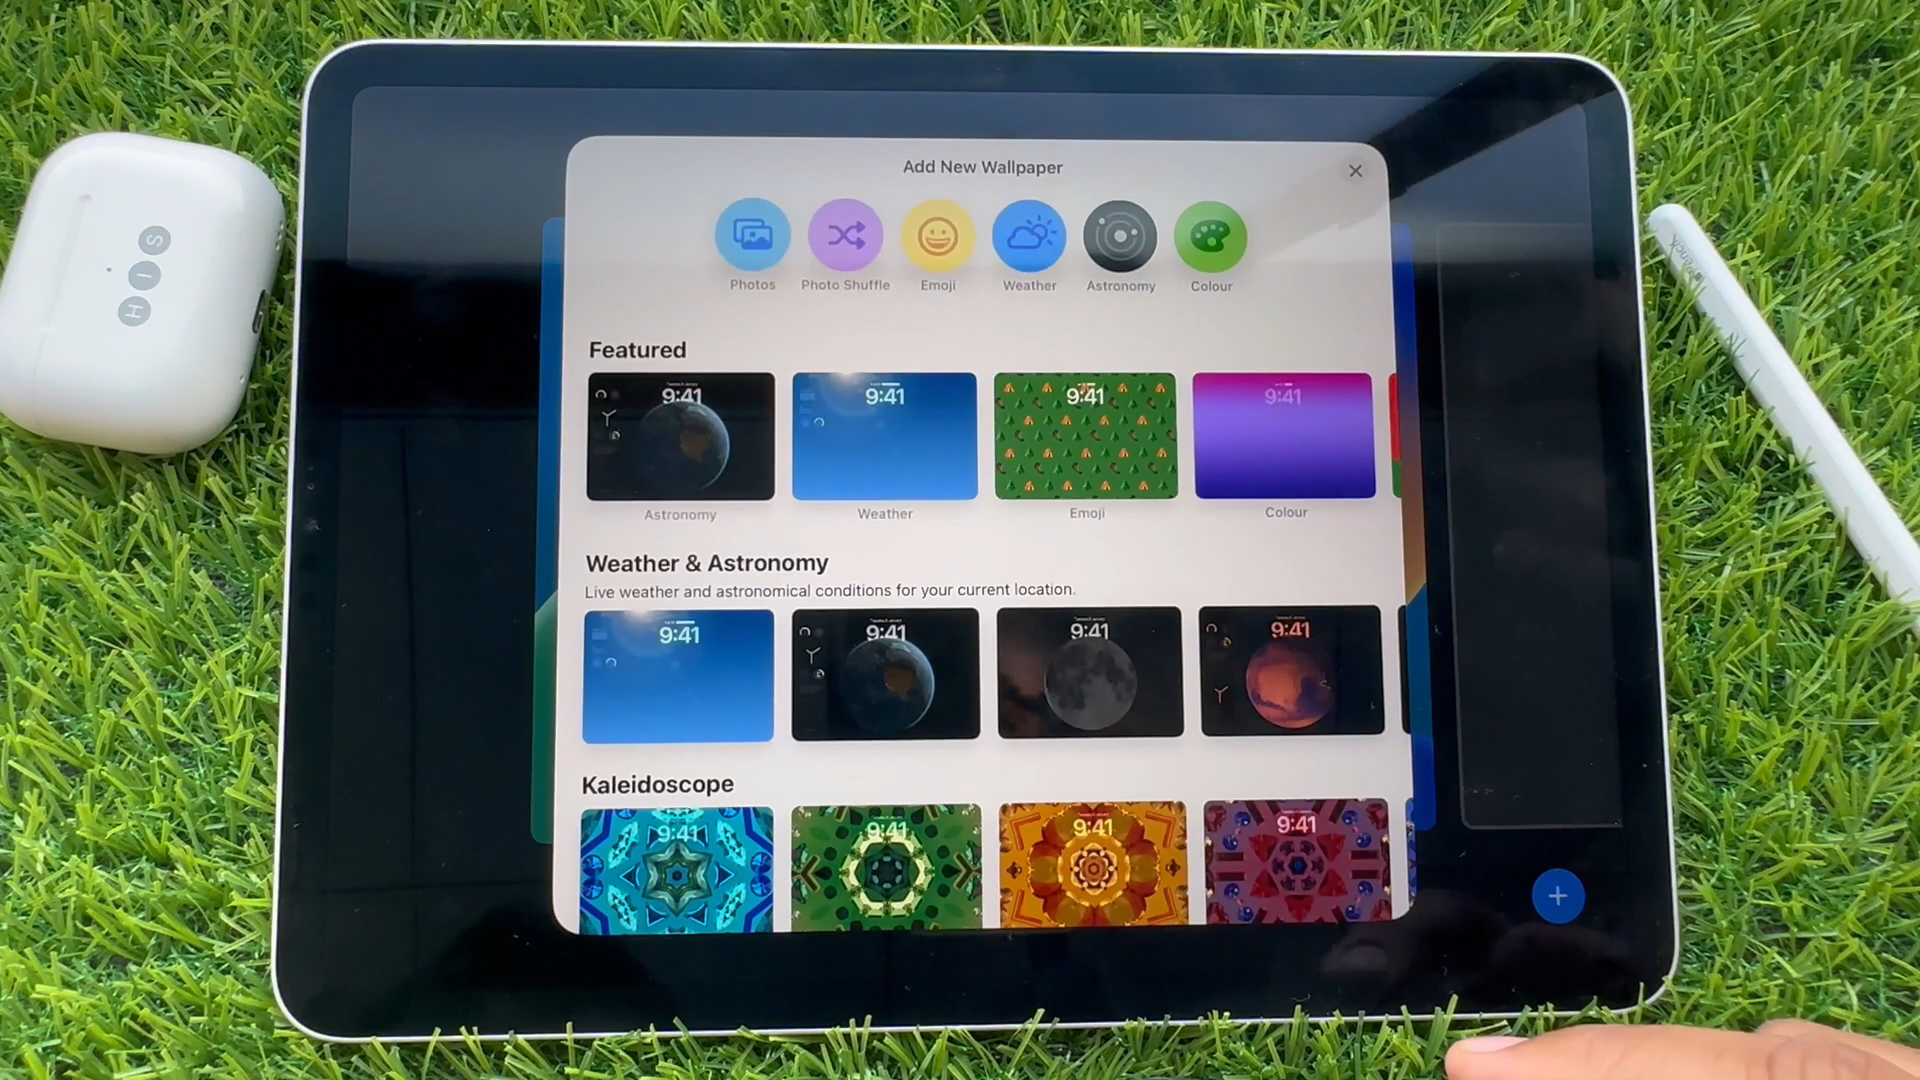 Add New Wallpaper
Photos
Photo Shuffle
Emoji
Weather
Astronomy
Colour
Featured
9:41
9:41
9:41
9:41
Astronomy
Weather
Emoji
Colour
Weather & Astronomy
Live weather and astronomical conditions for your current location.
9:41
9:41
9:41
9:41
Kaleidoscope
9:41
9:41
9:41
9:41
S
I
H